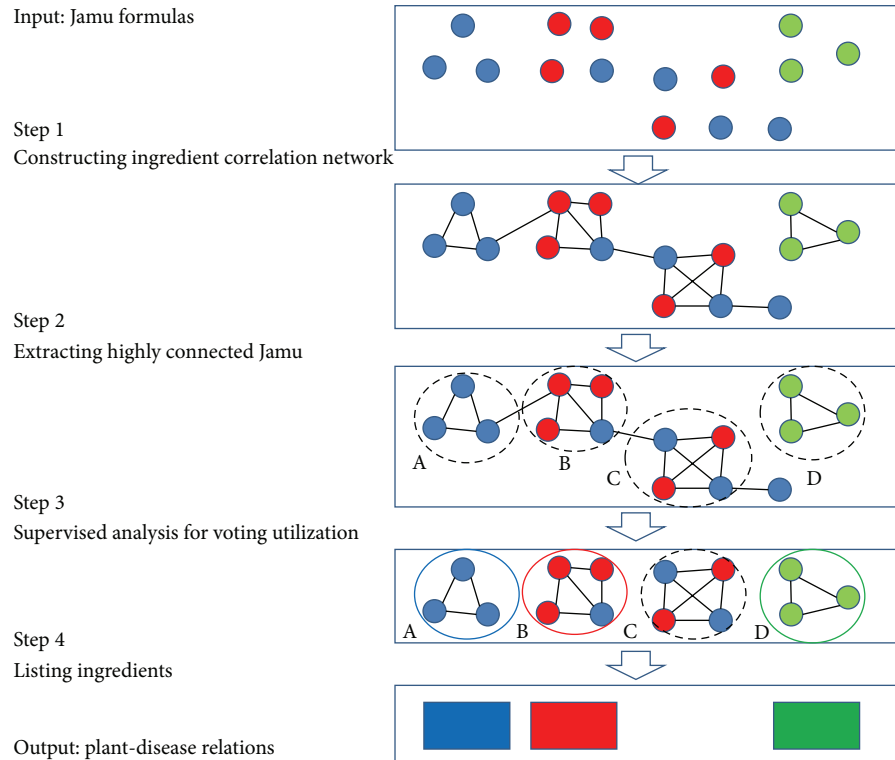 Input: Jamu formulas
Step 1
Constructing ingredient correlation network
Step 2
Extracting highly connected Jamu
A
B
C
D
Step 3
Supervised analysis for voting utilization
A
B
C
D
Step 4
Listing ingredients
Output: plant-disease relations